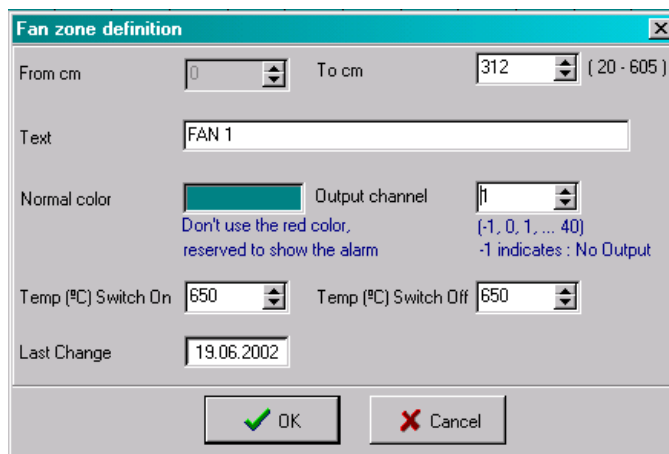 Fan zone definition
From cm 0 To cm 312 ( 20 - 605 )
Text FAN 1
Normal color Output channel 1
Don't use the red color, (-1, 0, 1, ... 40)
reserved to show the alarm -1 indicates : No Output
Temp (ºC) Switch On 650 Temp (ºC) Switch Off 650
Last Change 19.06.2002
OK Cancel